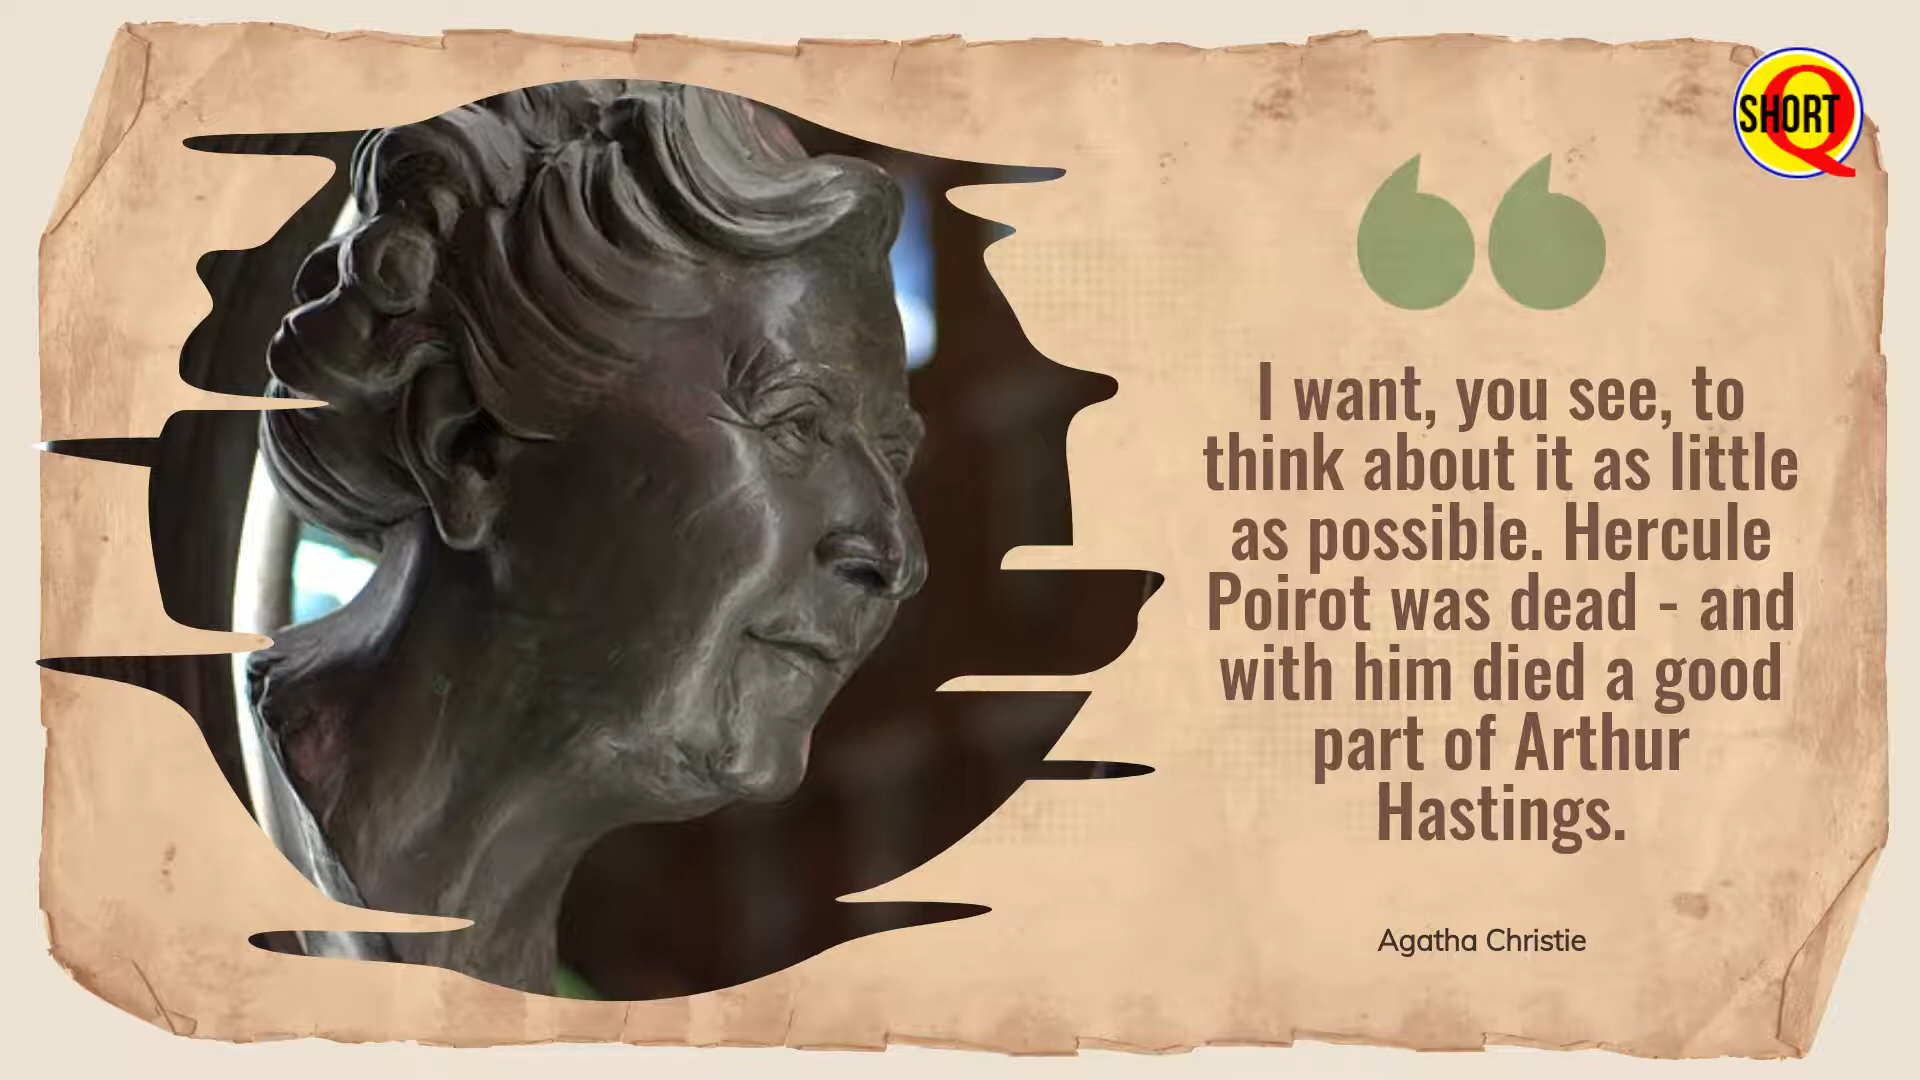 SHORT Q
I want, you see, to
think about it as little
as possible. Hercule
Poirot was dead - and
with him died a good
part of Arthur
Hastings.
Agatha Christie